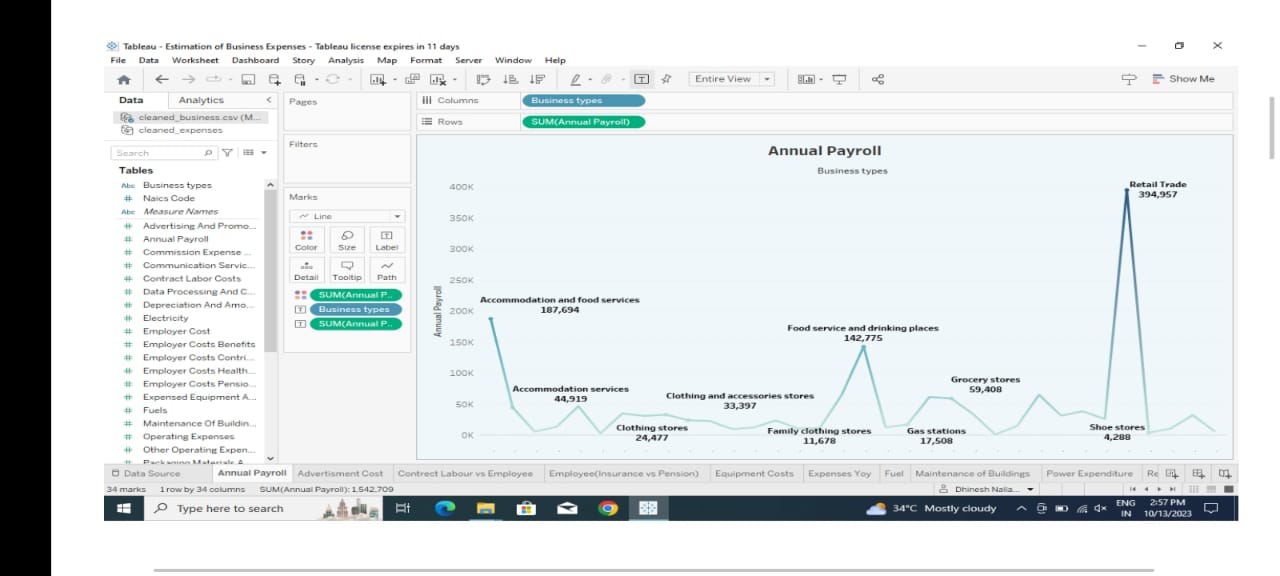 Tableau - Estimation of Business Expenses - Tableau license expires in 11 days
File Data Worksheet Dashboard Story Analysis Map Format Server Window Help
Entire View
Show Me
Data Analytics
Pages
Columns Business types
Rows SUM(Annual Payroll)
cleaned_business.csv (M...
cleaned_expenses
Search
Tables
Abc Business types
# Naics Code
Abc Measure Names
# Advertising And Promo...
# Annual Payroll
# Commission Expense ...
# Communication Servic...
# Contract Labor Costs
# Data Processing And C...
# Depreciation And Amo...
# Electricity
# Employer Cost
# Employer Costs Benefits
# Employer Costs Contri...
# Employer Costs Health...
# Employer Costs Pensio...
# Expensed Equipment A...
# Fuels
# Maintenance Of Buildin...
# Operating Expenses
# Other Operating Expen...
# Packaging Materials A...
Filters
Marks
Line
Color Size Label
Detail Tooltip Path
SUM(Annual P..
Business types
SUM(Annual P..
Annual Payroll
Business types
Annual Payroll
400K
350K
300K
250K
200K
150K
100K
50K
0K
Accommodation and food services
187,694
Accommodation services
44,919
Clothing stores
24,477
Clothing and accessories stores
33,397
Food service and drinking places
142,775
Family clothing stores
11,678
Gas stations
17,508
Grocery stores
59,408
Shoe stores
4,288
Retail Trade
394,957
Data Source Annual Payroll Advertisment Cost Contrect Labour vs Employee Employee(Insurance vs Pension) Equipment Costs Expenses Yoy Fuel Maintenance of Buildings Power Expenditure Re
34 marks 1 row by 34 columns SUM(Annual Payroll): 1,542,709
Dhinesh Nalla...
Type here to search
34°C Mostly cloudy
ENG
IN
2:57 PM
10/13/2023